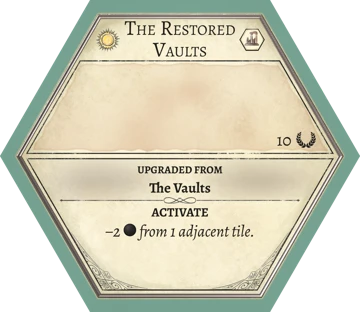 The Restored
Vaults
10
UPGRADED FROM
The Vaults
ACTIVATE
−2 from 1 adjacent tile.